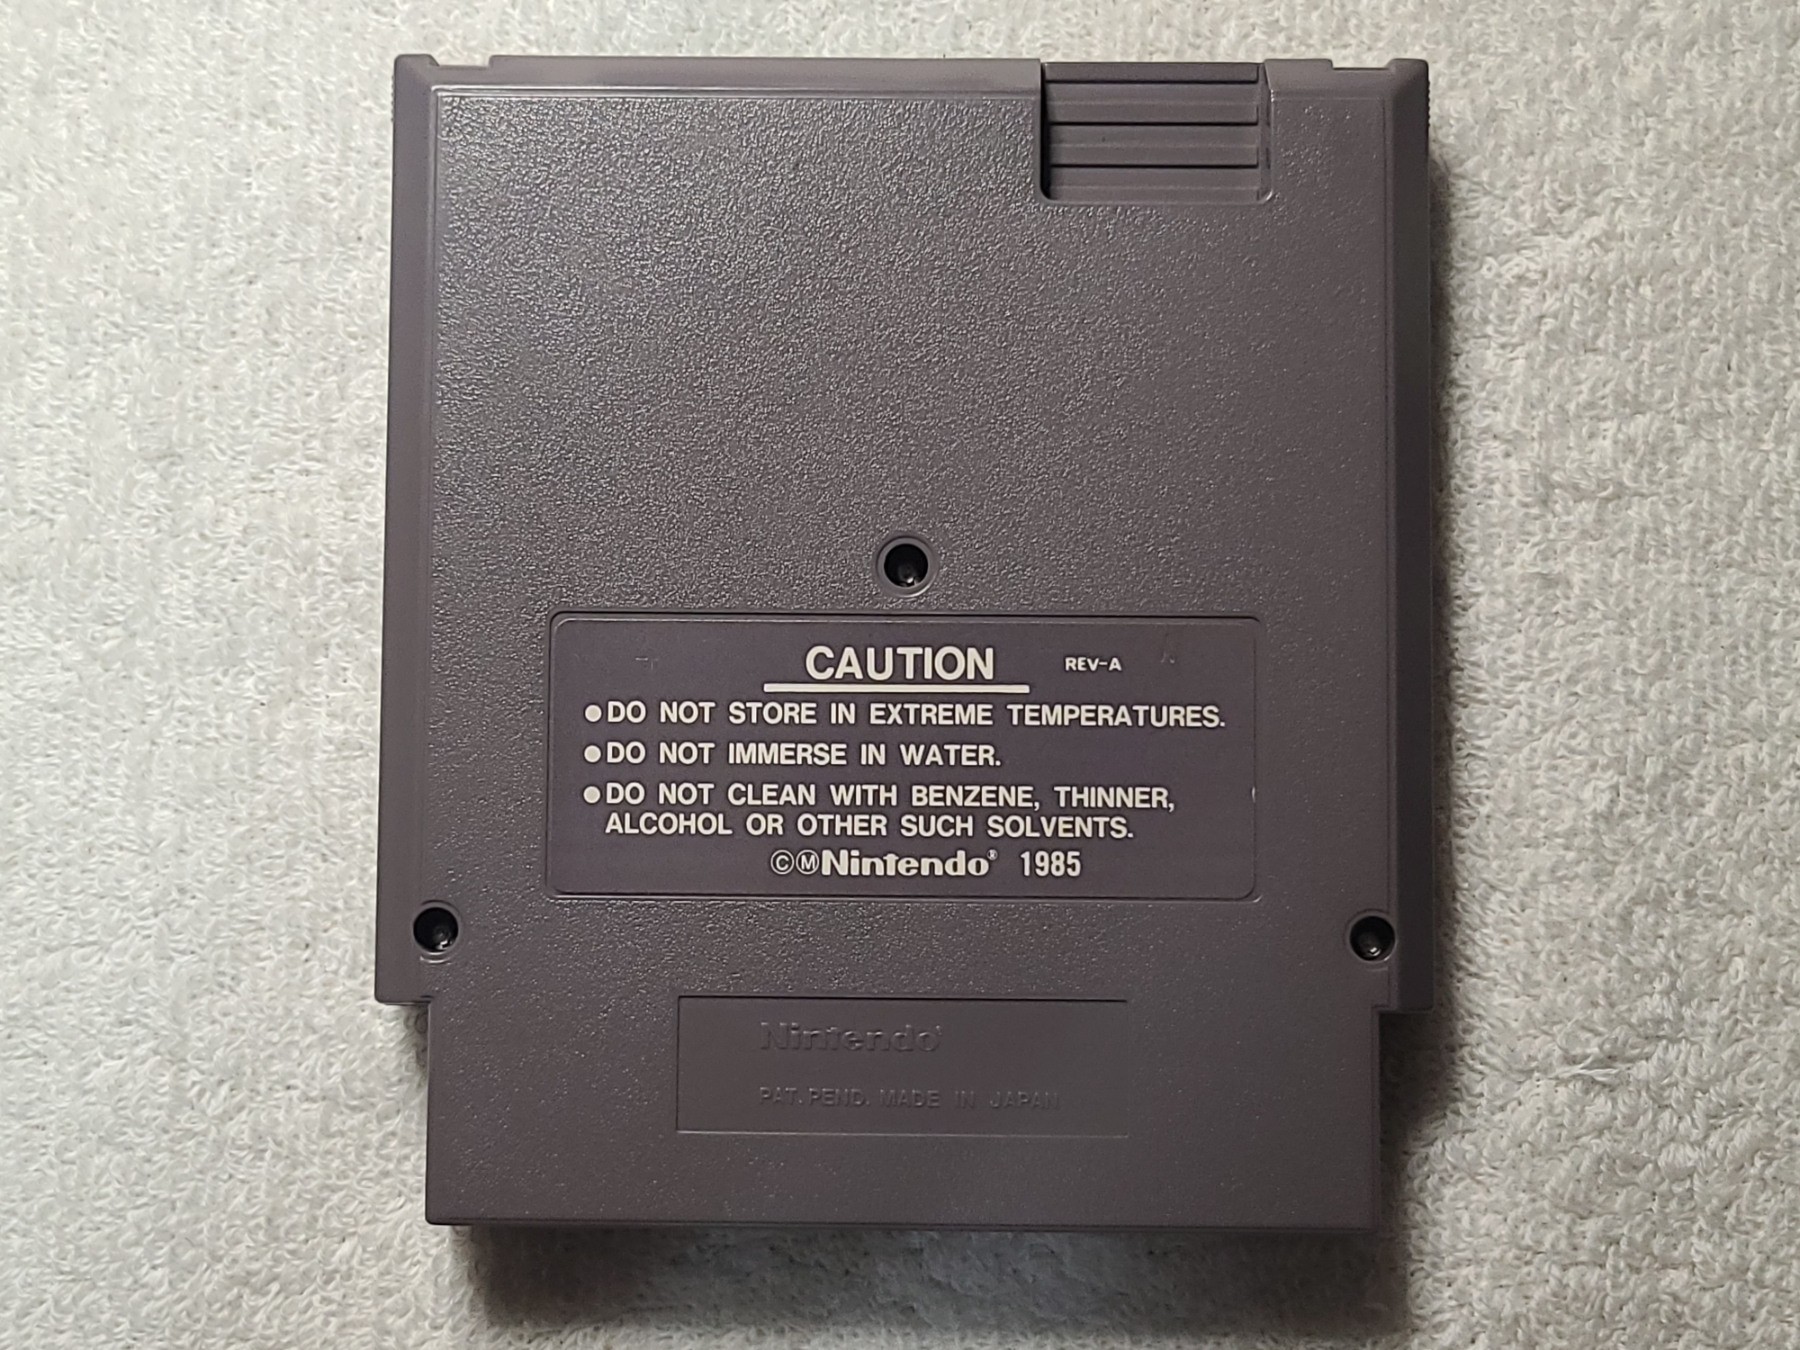 CAUTION REV-A
●DO NOT STORE IN EXTREME TEMPERATURES.
●DO NOT IMMERSE IN WATER.
●DO NOT CLEAN WITH BENZENE, THINNER,
ALCOHOL OR OTHER SUCH SOLVENTS.
©ⓂNintendo® 1985
Nintendo®
PAT. PEND. MADE IN JAPAN